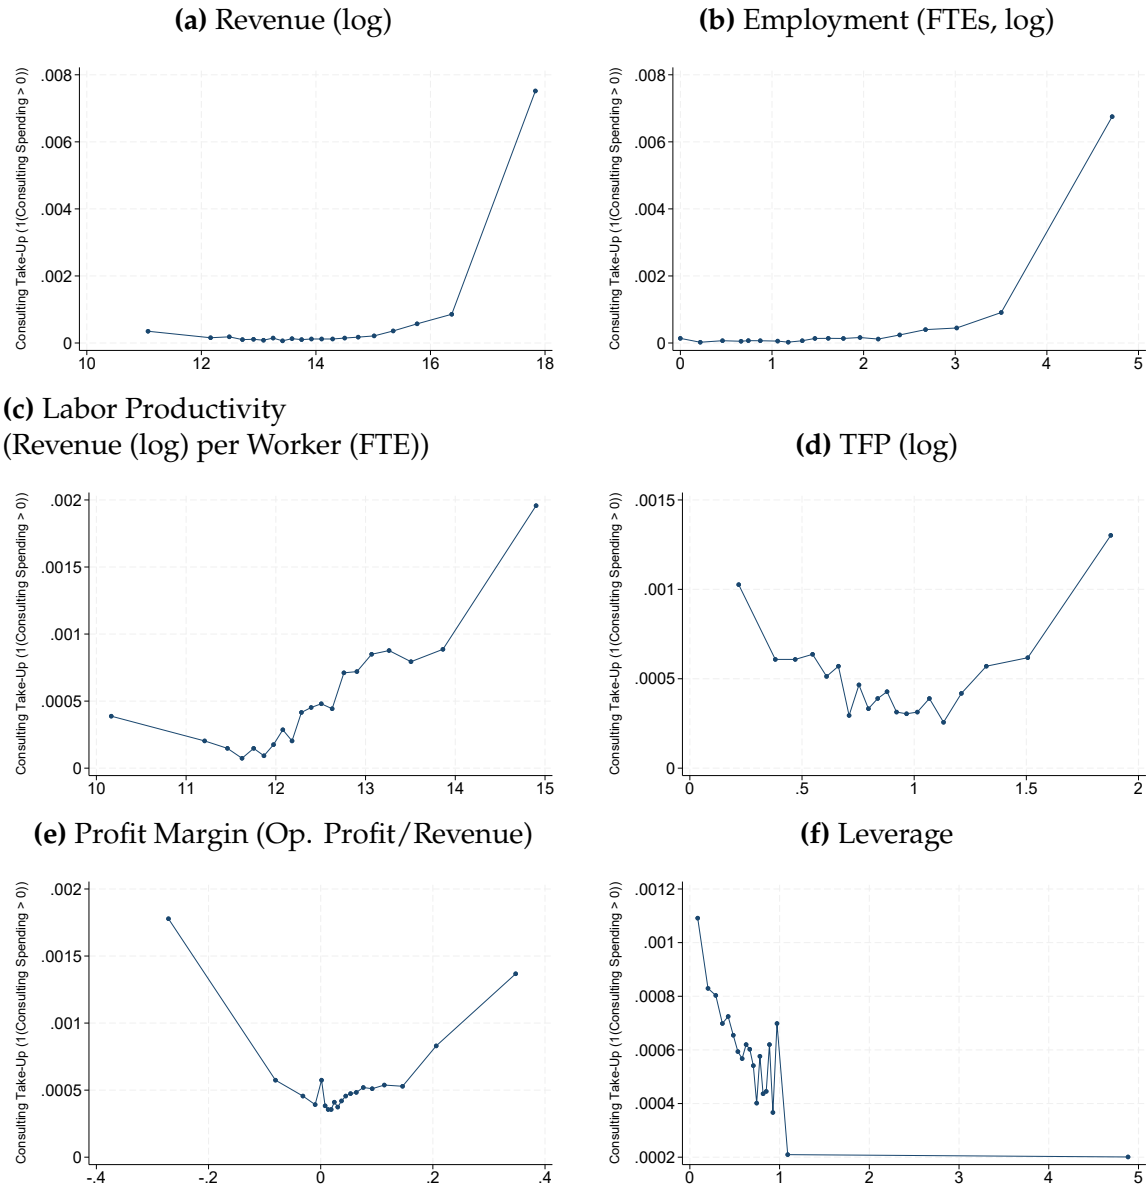 (a) Revenue (log)
Consulting Take-Up (1(Consulting Spending > 0))
.008
.006
.004
.002
0
10 12 14 16 18
(b) Employment (FTEs, log)
Consulting Take-Up (1(Consulting Spending > 0))
.008
.006
.004
.002
0
0 1 2 3 4 5
(c) Labor Productivity
(Revenue (log) per Worker (FTE))
Consulting Take-Up (1(Consulting Spending > 0))
.002
.0015
.001
.0005
0
10 11 12 13 14 15
(d) TFP (log)
Consulting Take-Up (1(Consulting Spending > 0))
.0015
.001
.0005
0
0 .5 1 1.5 2
(e) Profit Margin (Op. Profit/Revenue)
Consulting Take-Up (1(Consulting Spending > 0))
.002
.0015
.001
.0005
0
-.4 -.2 0 .2 .4
(f) Leverage
Consulting Take-Up (1(Consulting Spending > 0))
.0012
.001
.0008
.0006
.0004
.0002
0 1 2 3 4 5